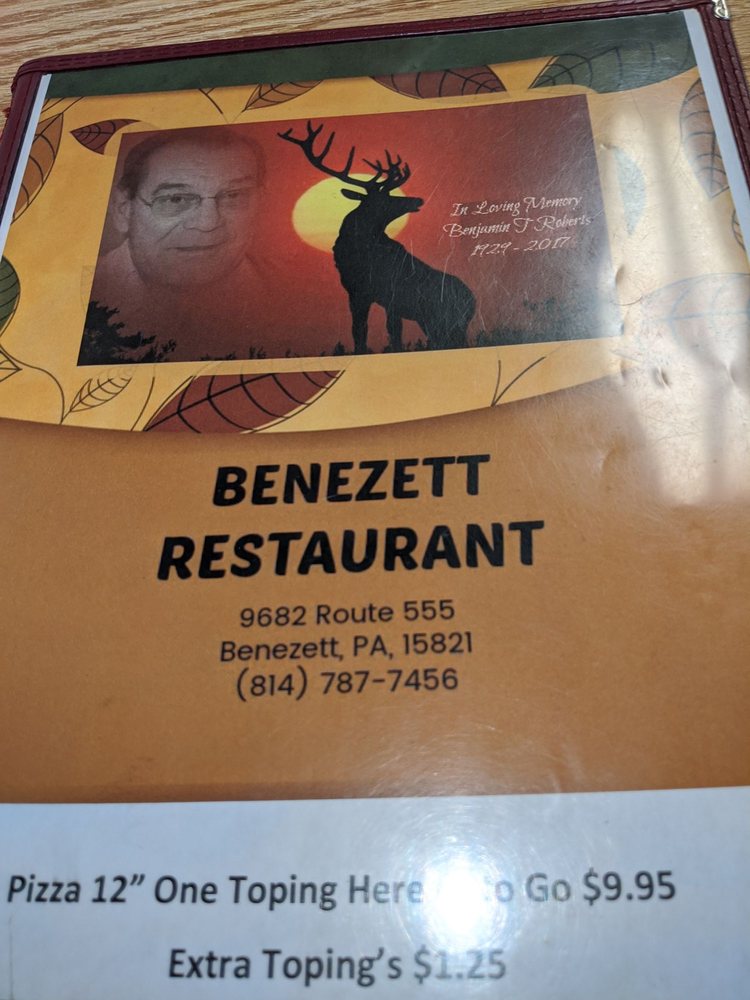 In Loving Memory
Benjamin T Roberts
1929 - 2017
BENEZETT
RESTAURANT
9682 Route 555
Benezett, PA, 15821
(814) 787-7456
Pizza 12” One Toping Here to Go $9.95
Extra Toping’s $1.25